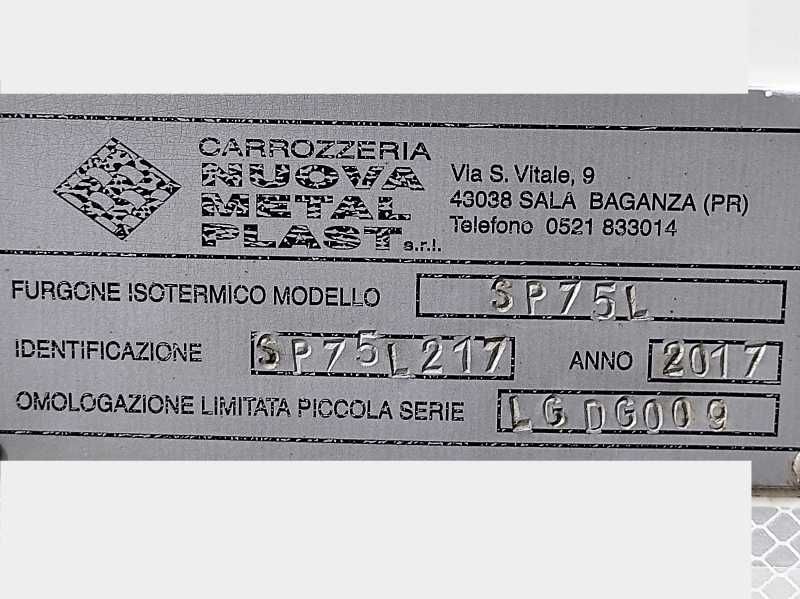 CARROZZERIA
NUOVA
METAL
PLAST s.r.l.
Via S. Vitale, 9
43038 SALA BAGANZA (PR)
Telefono 0521 833014
FURGONE ISOTERMICO MODELLO SP75L
IDENTIFICAZIONE SP75L217 ANNO 2017
OMOLOGAZIONE LIMITATA PICCOLA SERIE LGDG009